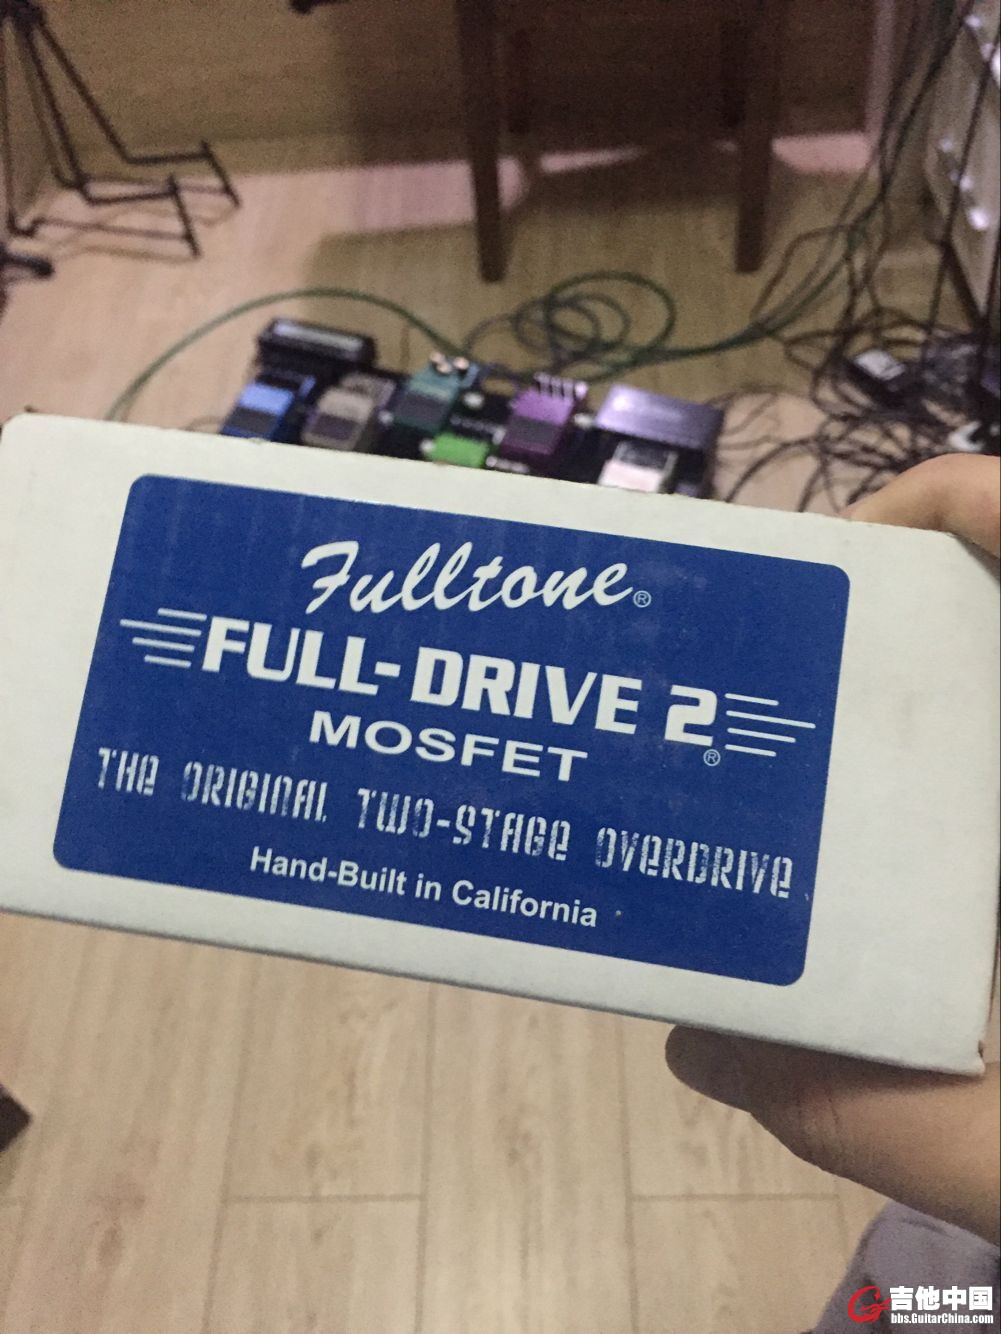 Fulltone®
FULL-DRIVE 2®
MOSFET
THE ORIGINAL TWO-STAGE OVERDRIVE
Hand-Built in California
吉他中国
bbs.GuitarChina.com